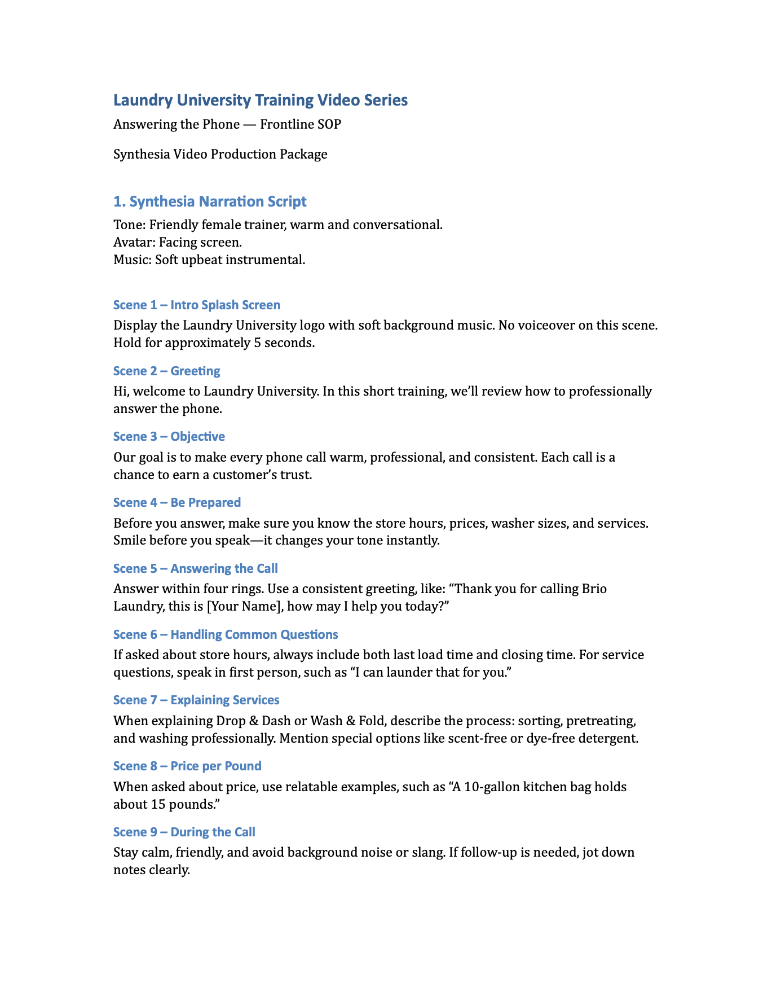 Laundry University Training Video Series
Answering the Phone — Frontline SOP
Synthesia Video Production Package
1. Synthesia Narration Script
Tone: Friendly female trainer, warm and conversational.
Avatar: Facing screen.
Music: Soft upbeat instrumental.
Scene 1 – Intro Splash Screen
Display the Laundry University logo with soft background music. No voiceover on this scene.
Hold for approximately 5 seconds.
Scene 2 – Greeting
Hi, welcome to Laundry University. In this short training, we’ll review how to professionally
answer the phone.
Scene 3 – Objective
Our goal is to make every phone call warm, professional, and consistent. Each call is a
chance to earn a customer’s trust.
Scene 4 – Be Prepared
Before you answer, make sure you know the store hours, prices, washer sizes, and services.
Smile before you speak—it changes your tone instantly.
Scene 5 – Answering the Call
Answer within four rings. Use a consistent greeting, like: “Thank you for calling Brio
Laundry, this is [Your Name], how may I help you today?”
Scene 6 – Handling Common Questions
If asked about store hours, always include both last load time and closing time. For service
questions, speak in first person, such as “I can launder that for you.”
Scene 7 – Explaining Services
When explaining Drop & Dash or Wash & Fold, describe the process: sorting, pretreating,
and washing professionally. Mention special options like scent-free or dye-free detergent.
Scene 8 – Price per Pound
When asked about price, use relatable examples, such as “A 10-gallon kitchen bag holds
about 15 pounds.”
Scene 9 – During the Call
Stay calm, friendly, and avoid background noise or slang. If follow-up is needed, jot down
notes clearly.